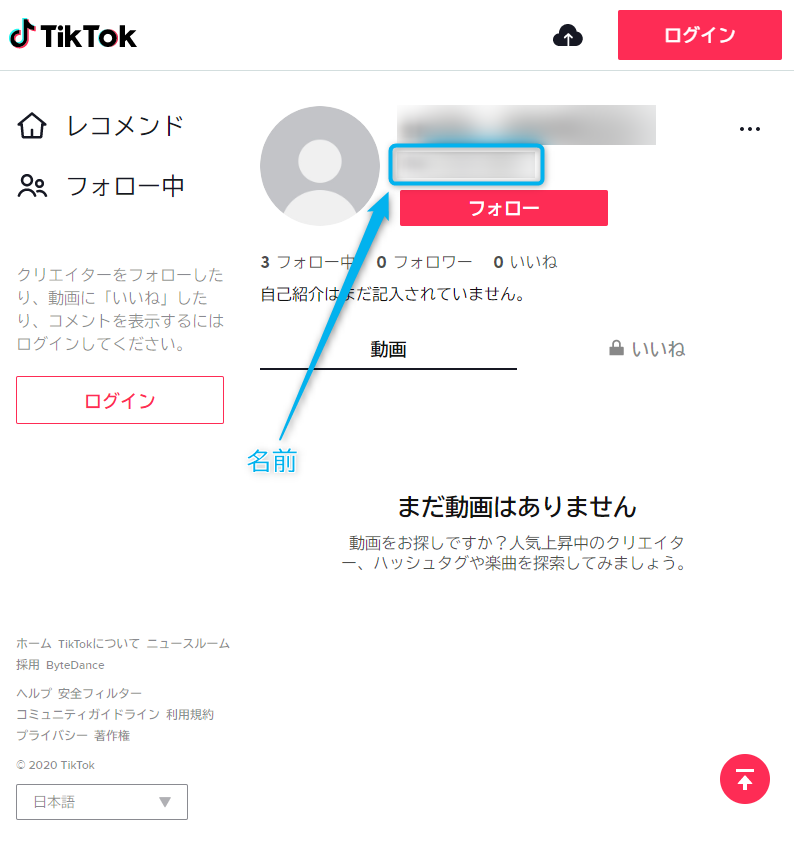 TikTok
ログイン
レコメンド
フォロー中
フォロー
3 フォロー中 0 フォロワー 0 いいね
自己紹介はまだ記入されていません。
クリエイターをフォローした
り、動画に「いいね」した
り、コメントを表示するには
ログインしてください。
ログイン
動画
いいね
名前
まだ動画はありません
動画をお探しですか？人気上昇中のクリエイタ
ー、ハッシュタグや楽曲を探索してみましょう。
ホーム TikTokについて ニュースルーム
採用 ByteDance
ヘルプ 安全フィルター
コミュニティガイドライン 利用規約
プライバシー 著作権
© 2020 TikTok
日本語